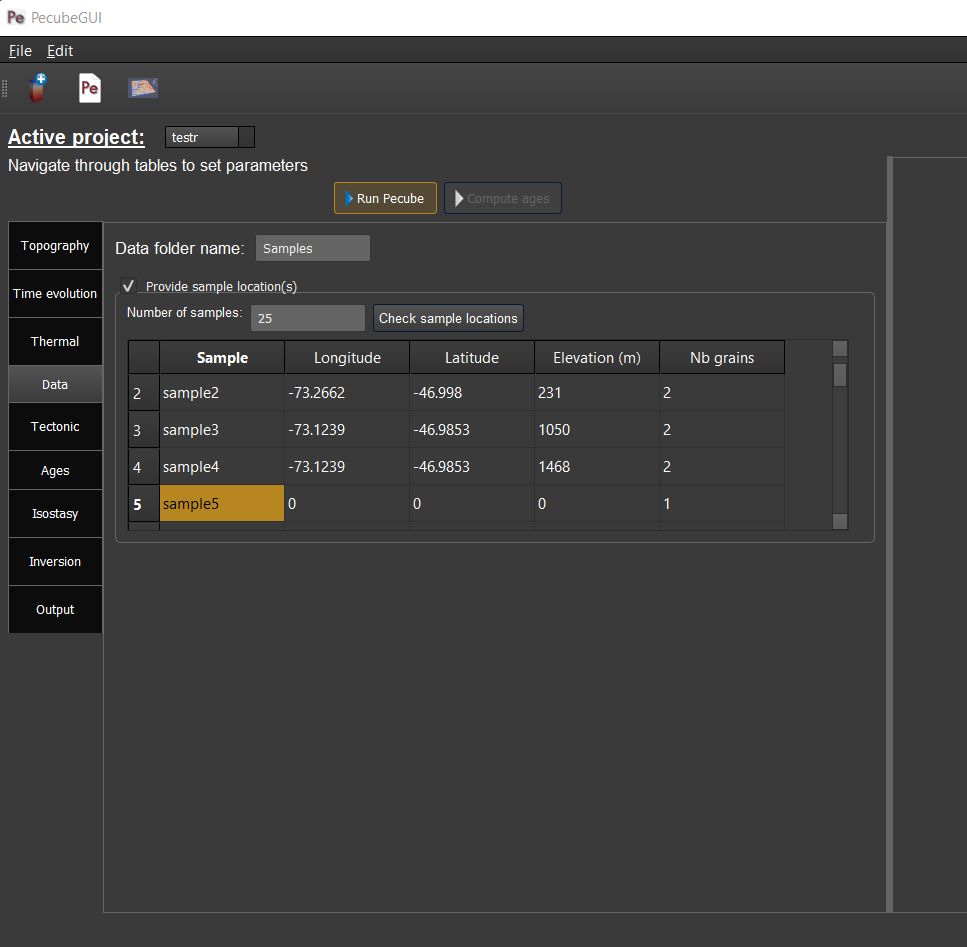 Pe PecubeGUI
File Edit
Pe
Active project: testr
Navigate through tables to set parameters
Run Pecube Compute ages
Topography
Time evolution
Thermal
Data
Tectonic
Ages
Isostasy
Inversion
Output
Data folder name: Samples
Provide sample location(s)
Number of samples: 25 Check sample locations
Sample Longitude Latitude Elevation (m) Nb grains
2 sample2 -73.2662 -46.998 231 2
3 sample3 -73.1239 -46.9853 1050 2
4 sample4 -73.1239 -46.9853 1468 2
5 sample5 0 0 0 1